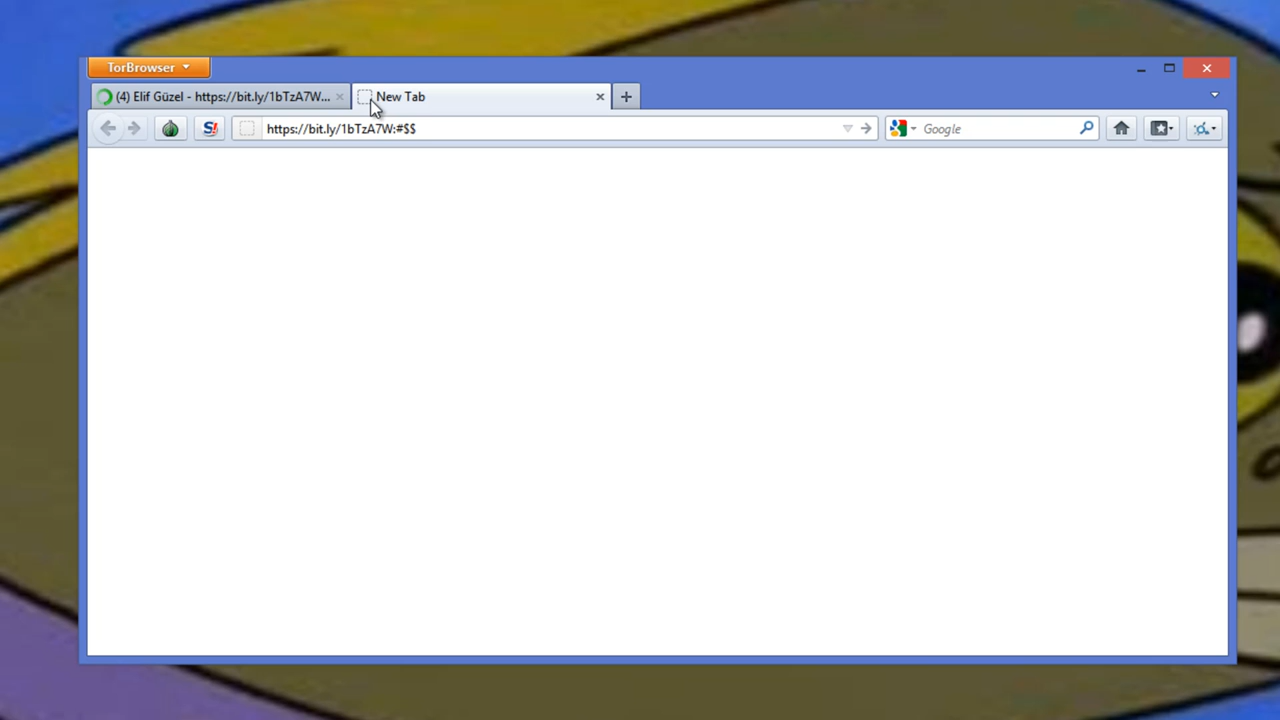 TorBrowser
(4) Elif Güzel - https://bit.ly/1bTzA7W...
New Tab
https://bit.ly/1bTzA7W:#$$
Google